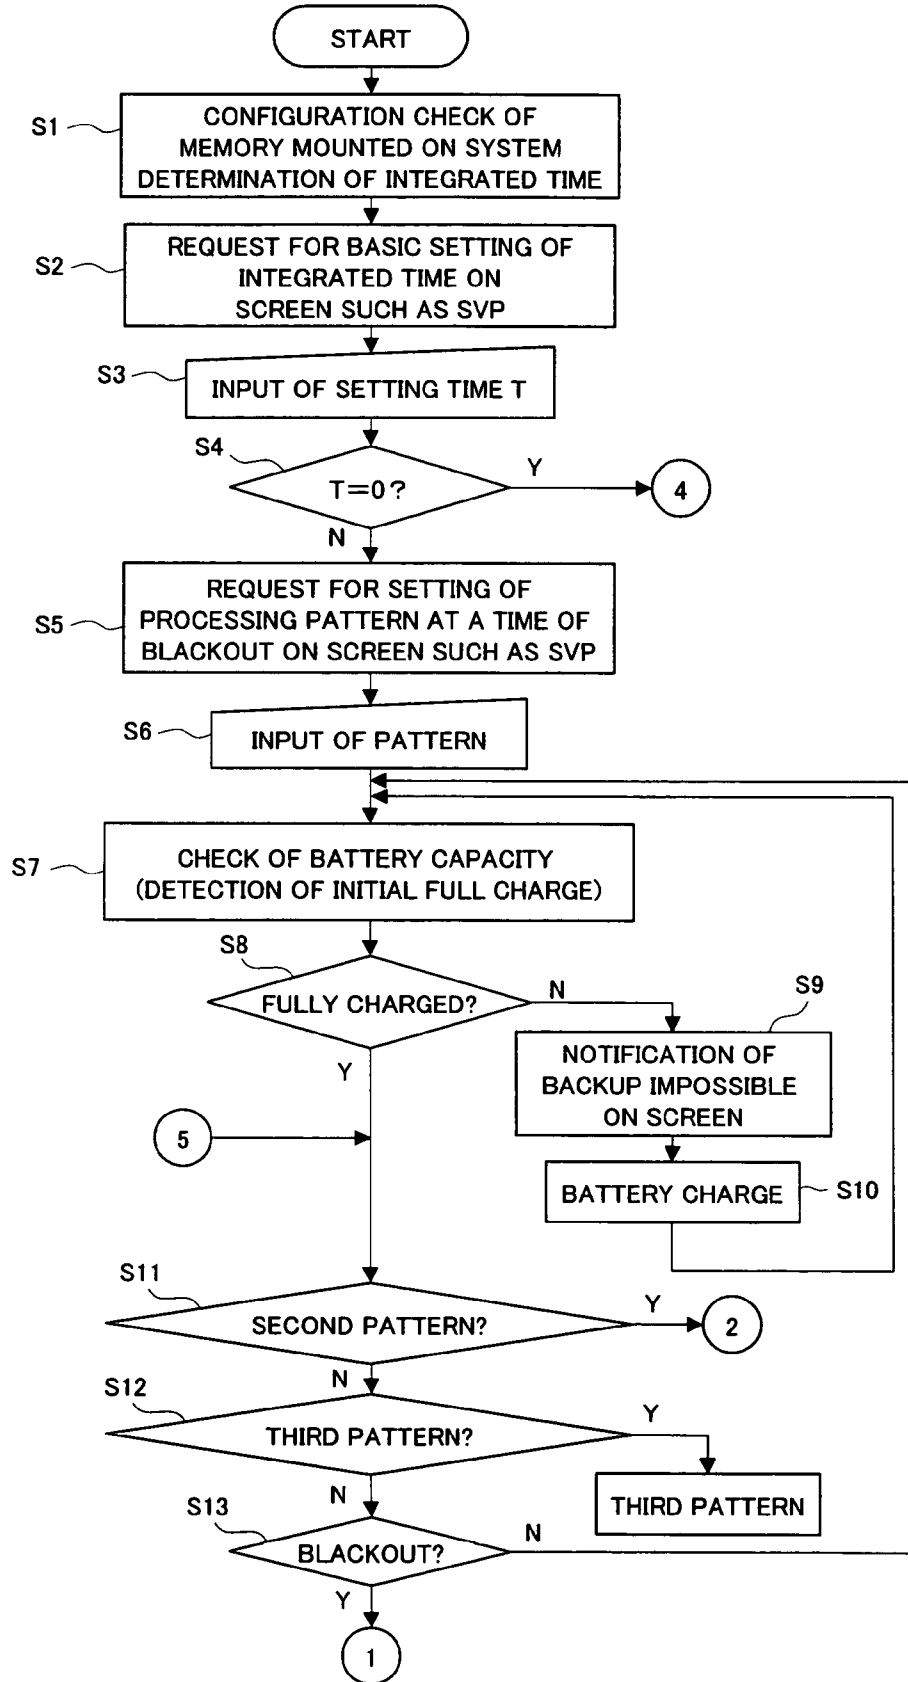 START
S1
CONFIGURATION CHECK OF
MEMORY MOUNTED ON SYSTEM
DETERMINATION OF INTEGRATED TIME
S2
REQUEST FOR BASIC SETTING OF
INTEGRATED TIME ON
SCREEN SUCH AS SVP
S3
INPUT OF SETTING TIME T
S4
T=0?
Y
4
N
S5
REQUEST FOR SETTING OF
PROCESSING PATTERN AT A TIME OF
BLACKOUT ON SCREEN SUCH AS SVP
S6
INPUT OF PATTERN
S7
CHECK OF BATTERY CAPACITY
(DETECTION OF INITIAL FULL CHARGE)
S8
FULLY CHARGED?
N
S9
NOTIFICATION OF
BACKUP IMPOSSIBLE
ON SCREEN
Y
5
BATTERY CHARGE
S10
S11
SECOND PATTERN?
Y
2
N
S12
THIRD PATTERN?
Y
THIRD PATTERN
N
S13
BLACKOUT?
N
Y
1